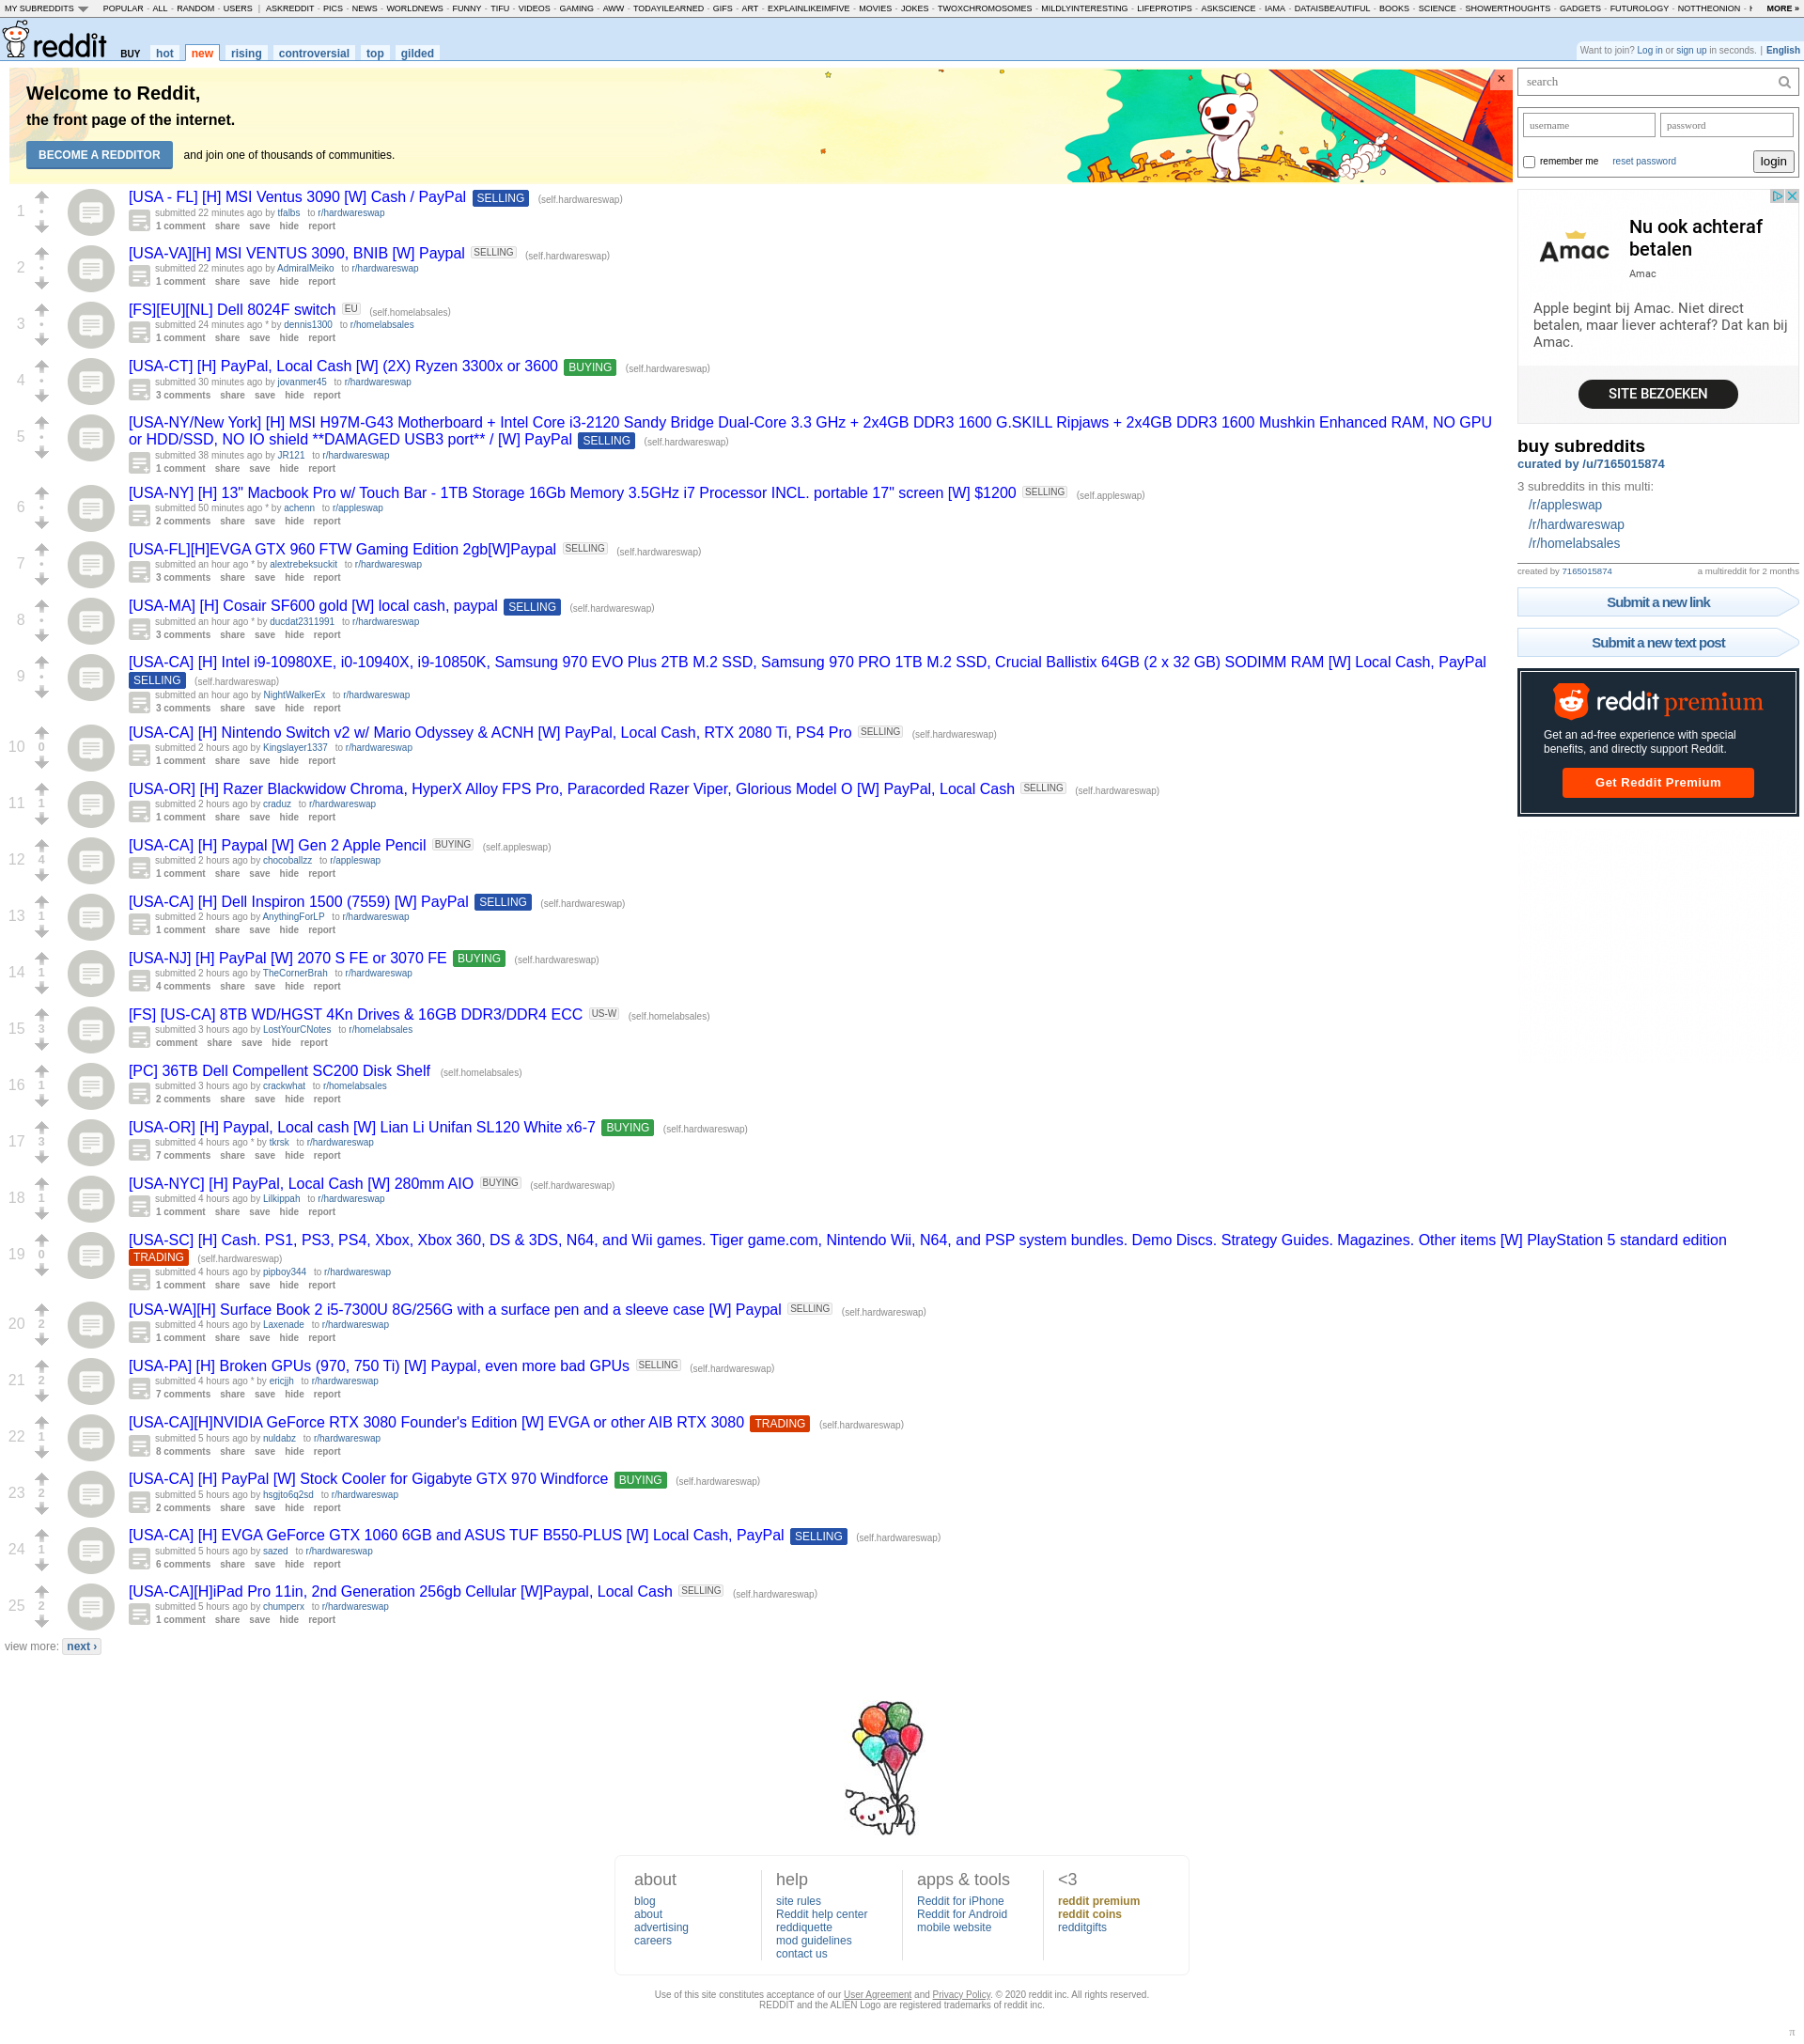 MY SUBREDDITS POPULAR - ALL - RANDOM - USERS | ASKREDDIT - PICS - NEWS - WORLDNEWS - FUNNY - TIFU - VIDEOS - GAMING - AWW - TODAYILEARNED - GIFS - ART - EXPLAINLIKEIMFIVE - MOVIES - JOKES - TWOXCHROMOSOMES - MILDLYINTERESTING - LIFEPROTIPS - ASKSCIENCE - IAMA - DATAISBEAUTIFUL - BOOKS - SCIENCE - SHOWERTHOUGHTS - GADGETS - FUTUROLOGY - NOTTHEONION - MORE »
reddit BUY hot new rising controversial top gilded
Want to join? Log in or sign up in seconds. | English
Welcome to Reddit,
the front page of the internet.
BECOME A REDDITOR and join one of thousands of communities.
×
1
[USA - FL] [H] MSI Ventus 3090 [W] Cash / PayPal SELLING (self.hardwareswap)
submitted 22 minutes ago by tfalbs to r/hardwareswap
1 comment share save hide report
2
[USA-VA][H] MSI VENTUS 3090, BNIB [W] Paypal SELLING (self.hardwareswap)
submitted 22 minutes ago by AdmiralMeiko to r/hardwareswap
1 comment share save hide report
3
[FS][EU][NL] Dell 8024F switch EU (self.homelabsales)
submitted 24 minutes ago * by dennis1300 to r/homelabsales
1 comment share save hide report
4
[USA-CT] [H] PayPal, Local Cash [W] (2X) Ryzen 3300x or 3600 BUYING (self.hardwareswap)
submitted 30 minutes ago by jovanmer45 to r/hardwareswap
3 comments share save hide report
5
[USA-NY/New York] [H] MSI H97M-G43 Motherboard + Intel Core i3-2120 Sandy Bridge Dual-Core 3.3 GHz + 2x4GB DDR3 1600 G.SKILL Ripjaws + 2x4GB DDR3 1600 Mushkin Enhanced RAM, NO GPU
or HDD/SSD, NO IO shield **DAMAGED USB3 port** / [W] PayPal SELLING (self.hardwareswap)
submitted 38 minutes ago by JR121 to r/hardwareswap
1 comment share save hide report
6
[USA-NY] [H] 13" Macbook Pro w/ Touch Bar - 1TB Storage 16Gb Memory 3.5GHz i7 Processor INCL. portable 17" screen [W] $1200 SELLING (self.appleswap)
submitted 50 minutes ago * by achenn to r/appleswap
2 comments share save hide report
7
[USA-FL][H]EVGA GTX 960 FTW Gaming Edition 2gb[W]Paypal SELLING (self.hardwareswap)
submitted an hour ago * by alextrebeksuckit to r/hardwareswap
3 comments share save hide report
8
[USA-MA] [H] Cosair SF600 gold [W] local cash, paypal SELLING (self.hardwareswap)
submitted an hour ago * by ducdat2311991 to r/hardwareswap
3 comments share save hide report
9
[USA-CA] [H] Intel i9-10980XE, i0-10940X, i9-10850K, Samsung 970 EVO Plus 2TB M.2 SSD, Samsung 970 PRO 1TB M.2 SSD, Crucial Ballistix 64GB (2 x 32 GB) SODIMM RAM [W] Local Cash, PayPal
SELLING (self.hardwareswap)
submitted an hour ago by NightWalkerEx to r/hardwareswap
3 comments share save hide report
10 0
[USA-CA] [H] Nintendo Switch v2 w/ Mario Odyssey & ACNH [W] PayPal, Local Cash, RTX 2080 Ti, PS4 Pro SELLING (self.hardwareswap)
submitted 2 hours ago by Kingslayer1337 to r/hardwareswap
1 comment share save hide report
11 1
[USA-OR] [H] Razer Blackwidow Chroma, HyperX Alloy FPS Pro, Paracorded Razer Viper, Glorious Model O [W] PayPal, Local Cash SELLING (self.hardwareswap)
submitted 2 hours ago by craduz to r/hardwareswap
1 comment share save hide report
12 4
[USA-CA] [H] Paypal [W] Gen 2 Apple Pencil BUYING (self.appleswap)
submitted 2 hours ago by chocoballzz to r/appleswap
1 comment share save hide report
13 1
[USA-CA] [H] Dell Inspiron 1500 (7559) [W] PayPal SELLING (self.hardwareswap)
submitted 2 hours ago by AnythingForLP to r/hardwareswap
1 comment share save hide report
14 1
[USA-NJ] [H] PayPal [W] 2070 S FE or 3070 FE BUYING (self.hardwareswap)
submitted 2 hours ago by TheCornerBrah to r/hardwareswap
4 comments share save hide report
15 3
[FS] [US-CA] 8TB WD/HGST 4Kn Drives & 16GB DDR3/DDR4 ECC US-W (self.homelabsales)
submitted 3 hours ago by LostYourCNotes to r/homelabsales
comment share save hide report
16 1
[PC] 36TB Dell Compellent SC200 Disk Shelf (self.homelabsales)
submitted 3 hours ago by crackwhat to r/homelabsales
2 comments share save hide report
17 3
[USA-OR] [H] Paypal, Local cash [W] Lian Li Unifan SL120 White x6-7 BUYING (self.hardwareswap)
submitted 4 hours ago * by tkrsk to r/hardwareswap
7 comments share save hide report
18 1
[USA-NYC] [H] PayPal, Local Cash [W] 280mm AIO BUYING (self.hardwareswap)
submitted 4 hours ago by Lilkippah to r/hardwareswap
1 comment share save hide report
19 0
[USA-SC] [H] Cash. PS1, PS3, PS4, Xbox, Xbox 360, DS & 3DS, N64, and Wii games. Tiger game.com, Nintendo Wii, N64, and PSP system bundles. Demo Discs. Strategy Guides. Magazines. Other items [W] PlayStation 5 standard edition
TRADING (self.hardwareswap)
submitted 4 hours ago by pipboy344 to r/hardwareswap
1 comment share save hide report
20 2
[USA-WA][H] Surface Book 2 i5-7300U 8G/256G with a surface pen and a sleeve case [W] Paypal SELLING (self.hardwareswap)
submitted 4 hours ago by Laxenade to r/hardwareswap
1 comment share save hide report
21 2
[USA-PA] [H] Broken GPUs (970, 750 Ti) [W] Paypal, even more bad GPUs SELLING (self.hardwareswap)
submitted 4 hours ago * by ericjjh to r/hardwareswap
7 comments share save hide report
22 1
[USA-CA][H]NVIDIA GeForce RTX 3080 Founder's Edition [W] EVGA or other AIB RTX 3080 TRADING (self.hardwareswap)
submitted 5 hours ago by nuldabz to r/hardwareswap
8 comments share save hide report
23 2
[USA-CA] [H] PayPal [W] Stock Cooler for Gigabyte GTX 970 Windforce BUYING (self.hardwareswap)
submitted 5 hours ago by hsgjto6q2sd to r/hardwareswap
2 comments share save hide report
24 1
[USA-CA] [H] EVGA GeForce GTX 1060 6GB and ASUS TUF B550-PLUS [W] Local Cash, PayPal SELLING (self.hardwareswap)
submitted 5 hours ago by sazed to r/hardwareswap
6 comments share save hide report
25 2
[USA-CA][H]iPad Pro 11in, 2nd Generation 256gb Cellular [W]Paypal, Local Cash SELLING (self.hardwareswap)
submitted 5 hours ago by chumperx to r/hardwareswap
1 comment share save hide report
view more: next ›
search
username password
remember me reset password login
Amac
Nu ook achteraf
betalen
Amac
Apple begint bij Amac. Niet direct
betalen, maar liever achteraf? Dat kan bij
Amac.
SITE BEZOEKEN
buy subreddits
curated by /u/7165015874
3 subreddits in this multi:
/r/appleswap
/r/hardwareswap
/r/homelabsales
created by 7165015874 a multireddit for 2 months
Submit a new link
Submit a new text post
reddit premium
Get an ad-free experience with special
benefits, and directly support Reddit.
Get Reddit Premium
about
blog
about
advertising
careers
help
site rules
Reddit help center
reddiquette
mod guidelines
contact us
apps & tools
Reddit for iPhone
Reddit for Android
mobile website
<3
reddit premium
reddit coins
redditgifts
Use of this site constitutes acceptance of our User Agreement and Privacy Policy. © 2020 reddit inc. All rights reserved.
REDDIT and the ALIEN Logo are registered trademarks of reddit inc.
π